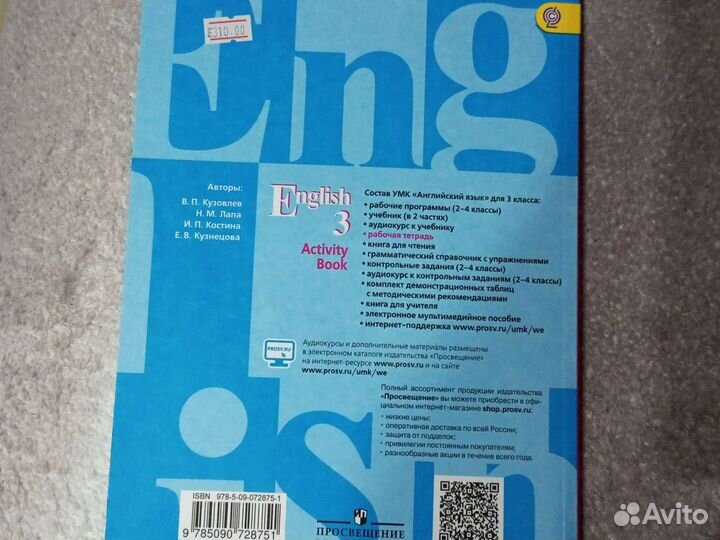 Eng
310.00
Авторы:
В. П. Кузовлев
Н. М. Лапа
И. П. Костина
Е. В. Кузнецова
English
3
Activity
Book
Состав УМК «Английский язык» для 3 класса:
• рабочие программы (2–4 классы)
• учебник (в 2 частях)
• аудиокурс к учебнику
• рабочая тетрадь
• книга для чтения
• грамматический справочник с упражнениями
• контрольные задания (2–4 классы)
• аудиокурс к контрольным заданиям (2–4 классы)
• комплект демонстрационных таблиц
с методическими рекомендациями
• книга для учителя
• электронное мультимедийное пособие
• интернет-поддержка www.prosv.ru/umk/we
PROSV.RU
Аудиокурсы и дополнительные материалы размещены
в электронном каталоге издательства «Просвещение»
на интернет-ресурсе www.prosv.ru и на сайте
www.prosv.ru/umk/we
Полный ассортимент продукции издательства
«Просвещение» вы можете приобрести в офи-
циальном интернет-магазине shop.prosv.ru:
• низкие цены;
• оперативная доставка по всей России;
• защита от подделок;
• привилегии постоянным покупателям;
• разнообразные акции в течение всего года.
lish
ISBN 978-5-09-072875-1
9 785090 728751
ПРОСВЕЩЕНИЕ
Avito